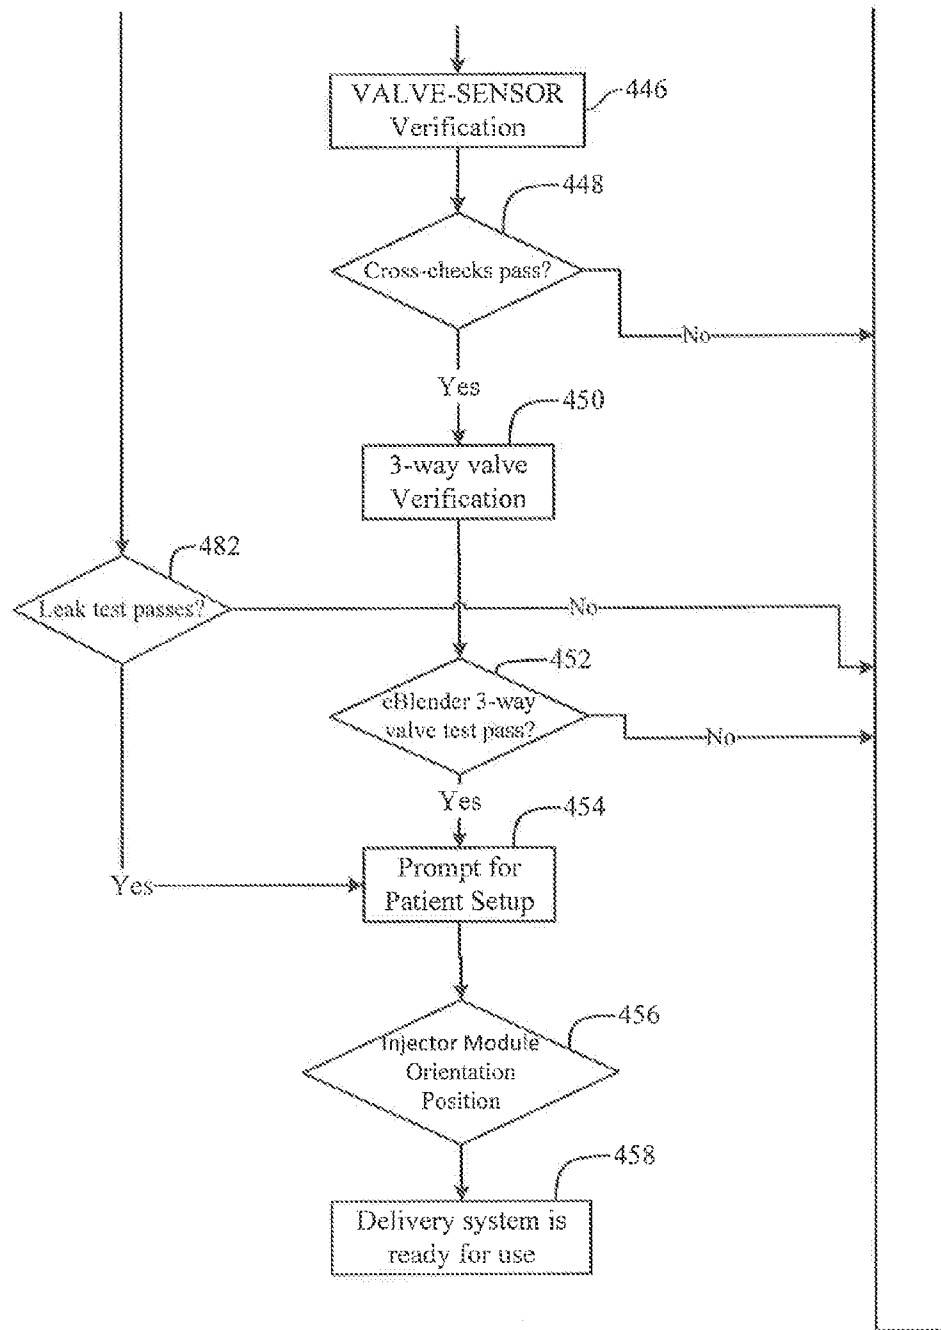 VALVE-SENSOR
Verification
446
448
Cross-checks pass?
No
Yes
450
3-way valve
Verification
482
Leak test passes?
No
452
eBlender 3-way
valve test pass?
No
Yes
454
Prompt for
Patient Setup
Yes
456
Injector Module
Orientation
Position
458
Delivery system is
ready for use